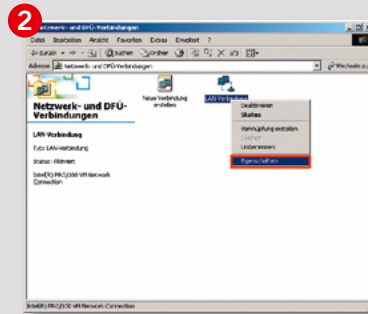 2
Netzwerk- und DFÜ-Verbindungen
Datei Bearbeiten Ansicht Favoriten Extras Erweitert ?
Zurück Suchen Ordner
Adresse Netzwerk- und DFÜ-Verbindungen Wechseln zu
Netzwerk- und DFÜ-
Verbindungen
Neue Verbindung
erstellen
LAN-Verbindung
Deaktivieren
Status
Verknüpfung erstellen
Löschen
Umbenennen
Eigenschaften
LAN-Verbindung
Typ: LAN-Verbindung
Status: Aktiviert
Intel(R) PRO/100 VM Network
Connection
Intel(R) PRO/100 VM Network Connection